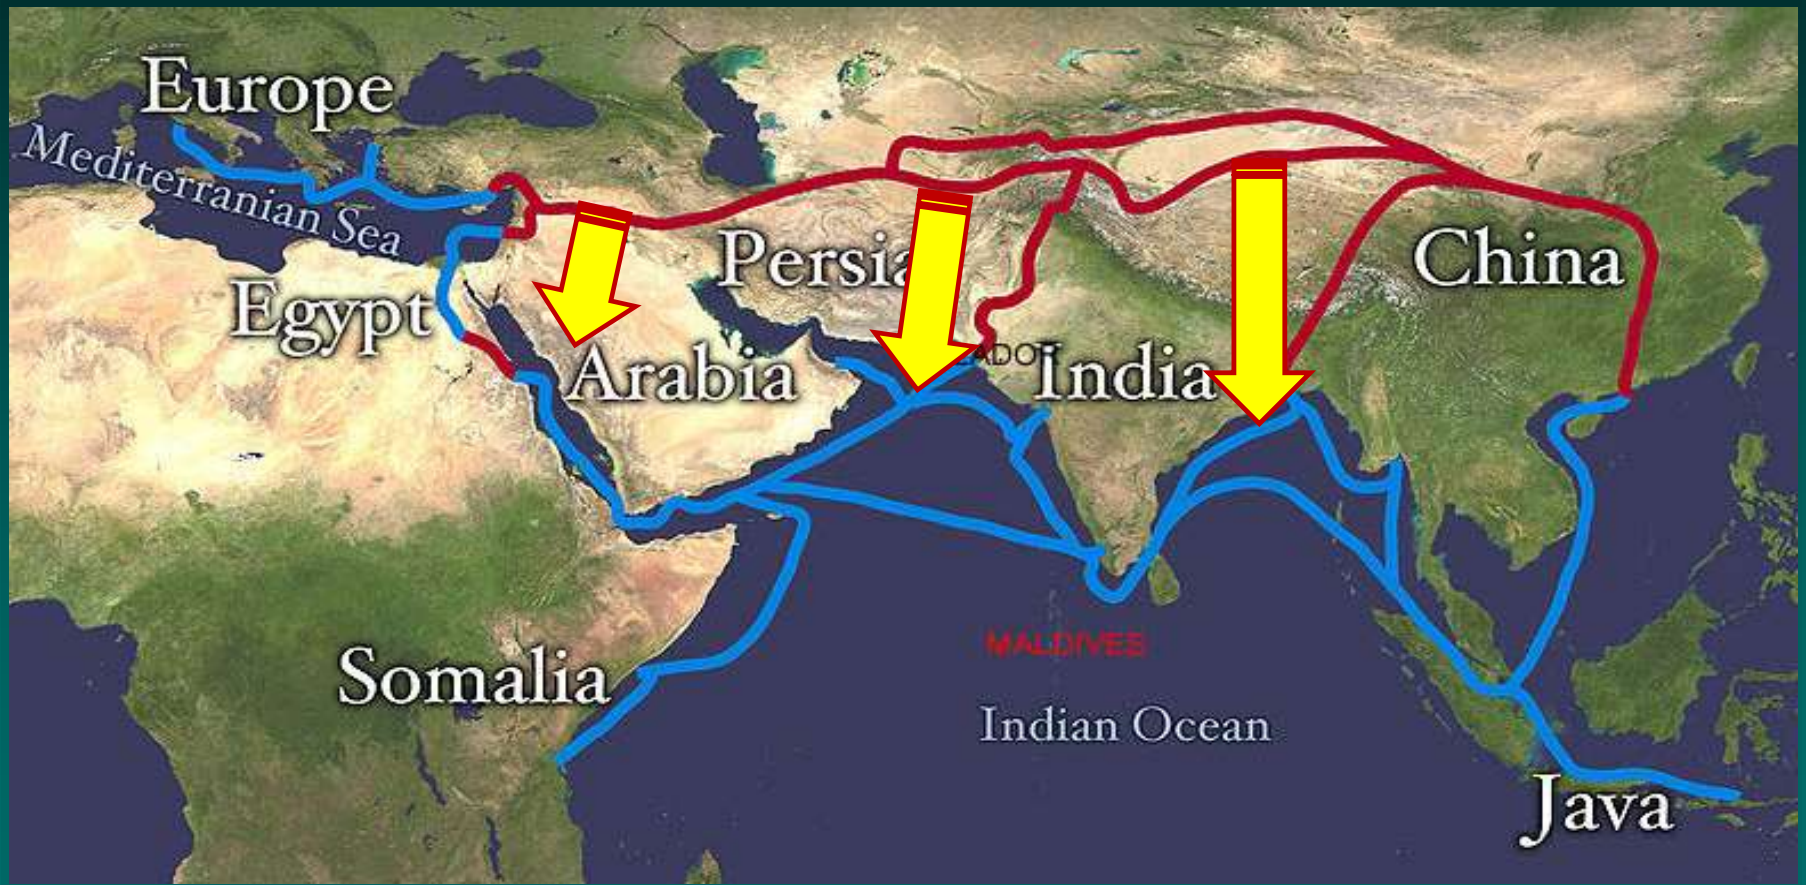 Europe
Mediterranian Sea
Egypt
Persia
China
Arabia
India
Somalia
MALDIVES
Indian Ocean
Java